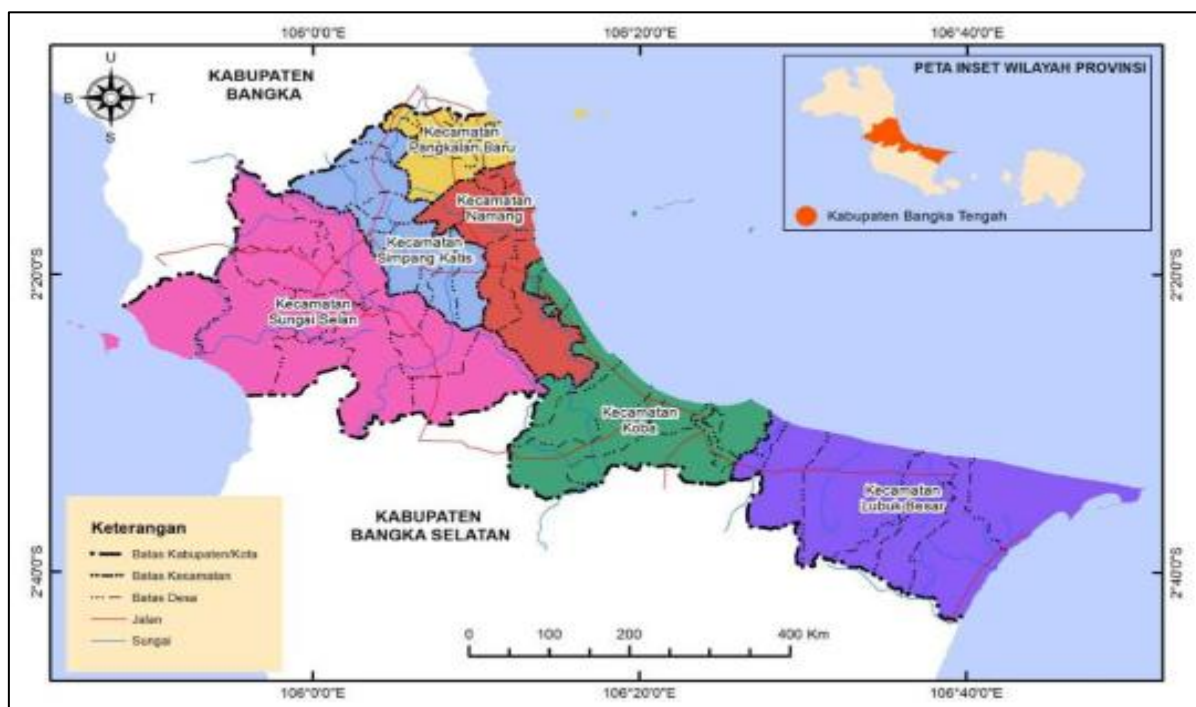 106°0'0"E
106°20'0"E
106°40'0"E
U
B
T
S
KABUPATEN
BANGKA
PETA INSET WILAYAH PROVINSI
Kabupaten Bangka Tengah
Kecamatan
Pangkalan Baru
Kecamatan
Namang
Kecamatan
Simpang Katis
2°20'0"S
2°20'0"S
Kecamatan
Sungai Selan
Kecamatan
Koba
Kecamatan
Lubuk Besar
KABUPATEN
BANGKA SELATAN
Keterangan
Batas Kabupaten/Kota
Batas Kecamatan
Batas Desa
Jalan
Sungai
2°40'0"S
2°40'0"S
0 100 200 400 Km
106°0'0"E
106°20'0"E
106°40'0"E